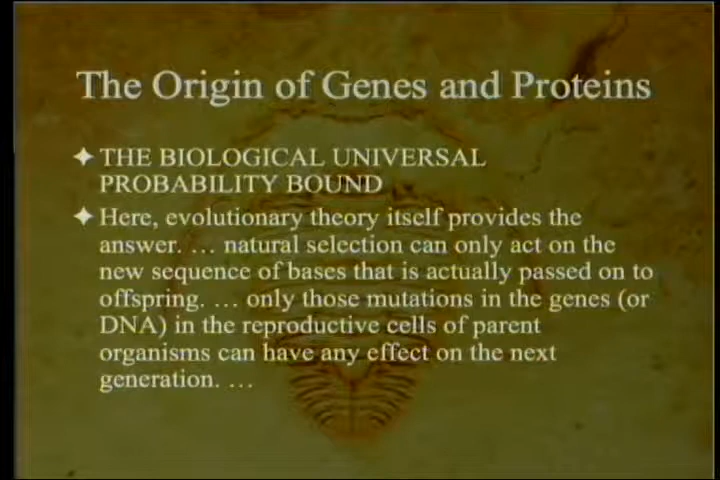 The Origin of Genes and Proteins
THE BIOLOGICAL UNIVERSAL
PROBABILITY BOUND
Here, evolutionary theory itself provides the
answer. … natural selection can only act on the
new sequence of bases that is actually passed on to
offspring. … only those mutations in the genes (or
DNA) in the reproductive cells of parent
organisms can have any effect on the next
generation. …